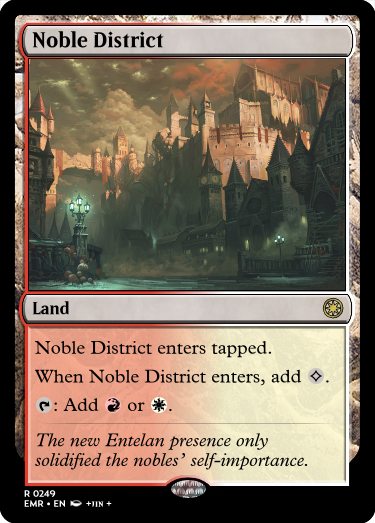 Noble District
Land
Noble District enters tapped.
When Noble District enters, add ◇.
: Add or .
The new Entelan presence only
solidified the nobles' self-importance.
R 0249
EMR • EN